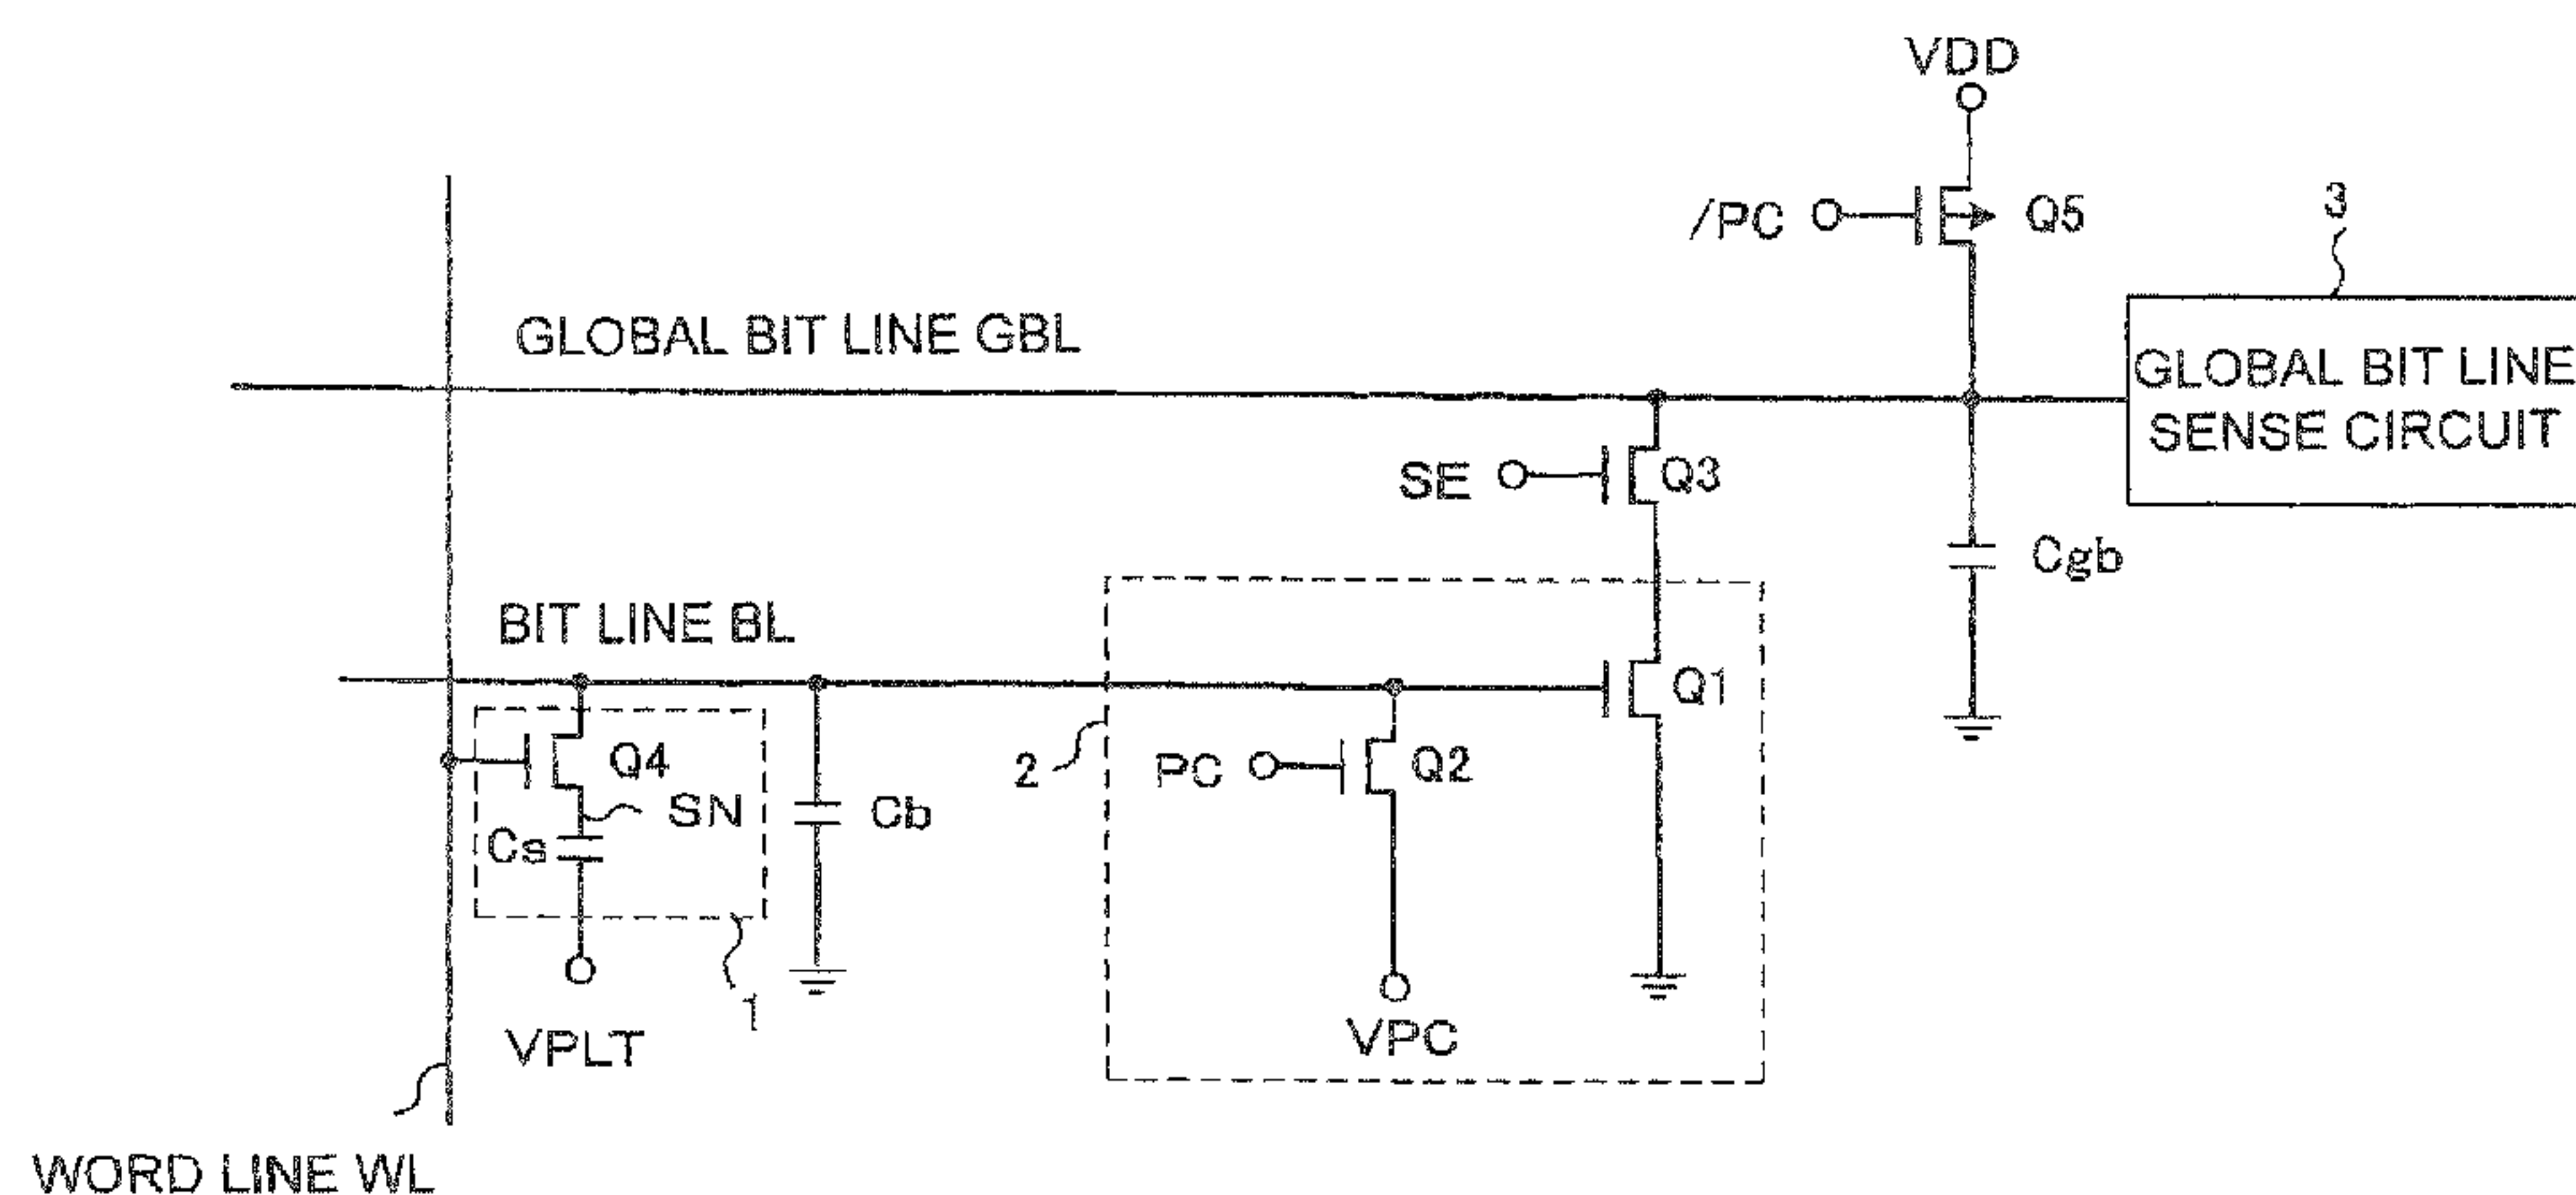 VDD
/PC
Q5
3
GLOBAL BIT LINE GBL
GLOBAL BIT LINE
SENSE CIRCUIT
SE
Q3
Cgb
BIT LINE BL
Q1
Q4
2
PC
Q2
SN
Cb
Cs
1
VPLT
VPC
WORD LINE WL